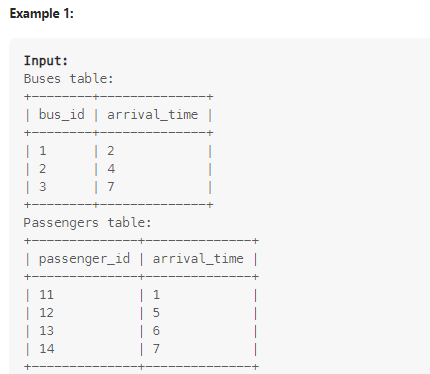 Example 1:
Input:
Buses table:
+--------+--------------+
| bus_id | arrival_time |
+--------+--------------+
| 1      | 2            |
| 2      | 4            |
| 3      | 7            |
+--------+--------------+
Passengers table:
+--------------+--------------+
| passenger_id | arrival_time |
+--------------+--------------+
| 11           | 1            |
| 12           | 5            |
| 13           | 6            |
| 14           | 7            |
+--------------+--------------+